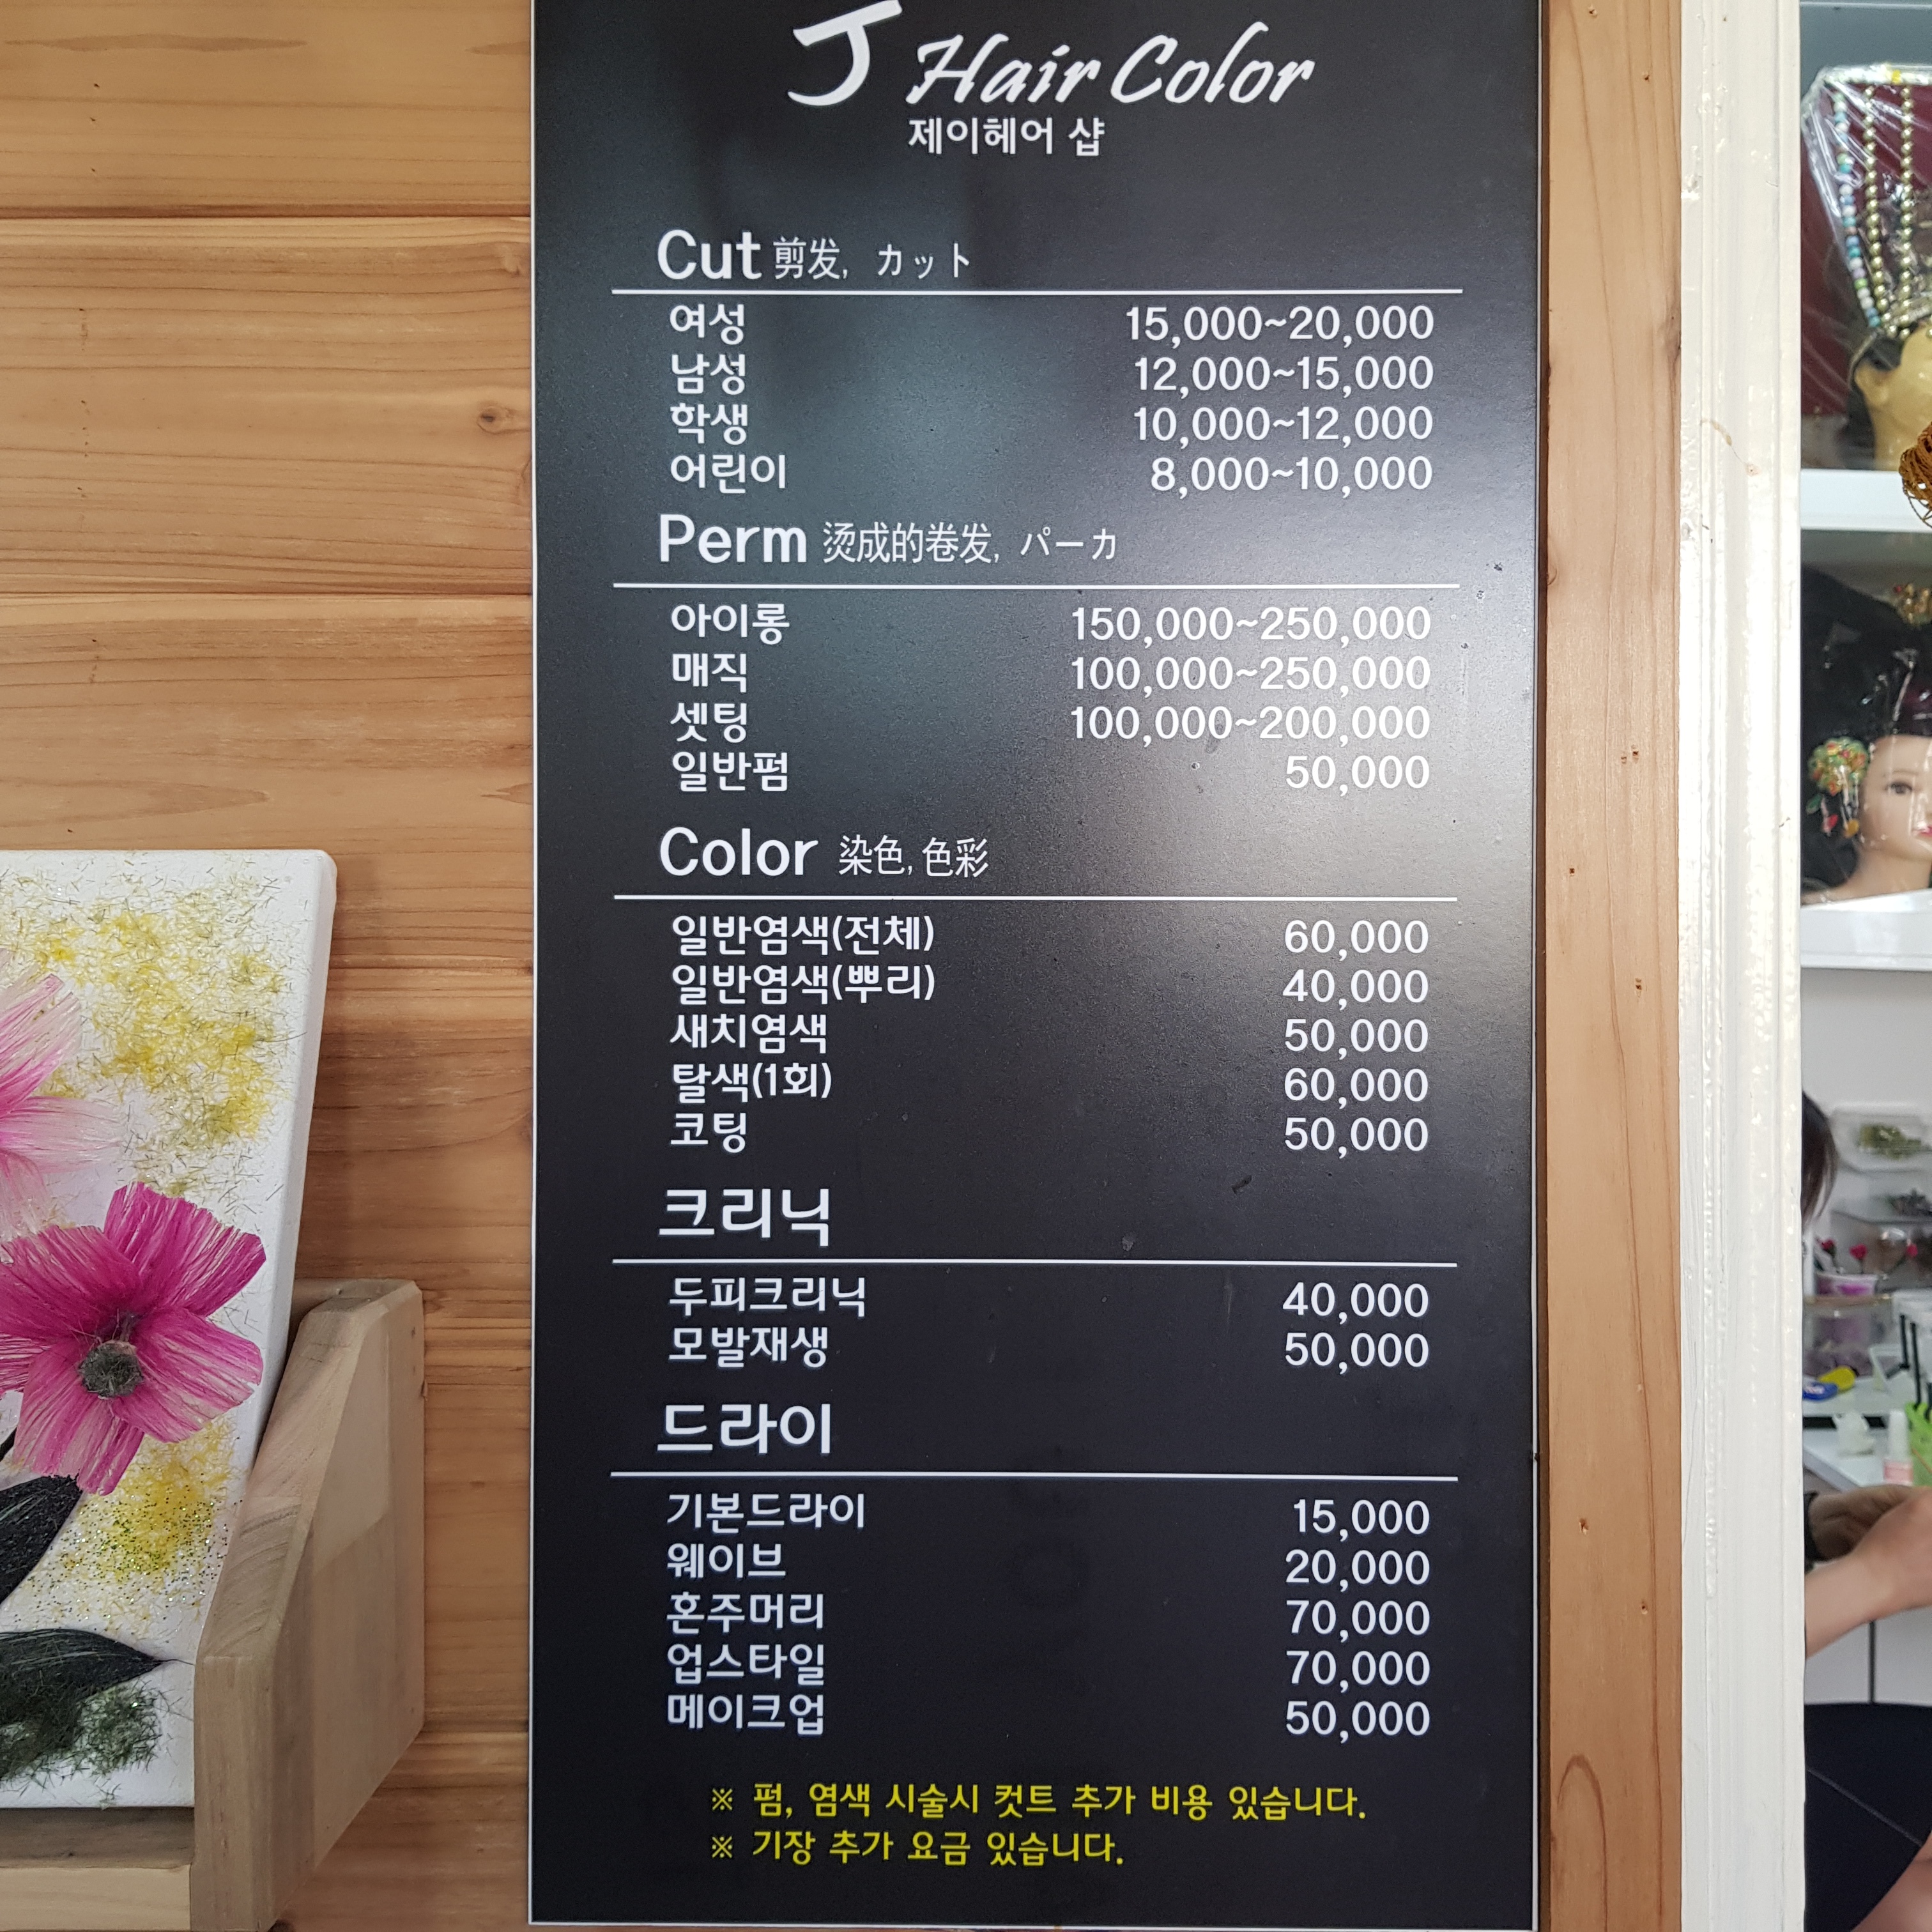 J Hair Color
제이헤어 샵
Cut 剪发, カット
여성 15,000~20,000
남성 12,000~15,000
학생 10,000~12,000
어린이 8,000~10,000
Perm 烫成的卷发, パーカ
아이롱 150,000~250,000
매직 100,000~250,000
셋팅 100,000~200,000
일반펌 50,000
Color 染色, 色彩
일반염색(전체) 60,000
일반염색(뿌리) 40,000
새치염색 50,000
탈색(1회) 60,000
코팅 50,000
크리닉
두피크리닉 40,000
모발재생 50,000
드라이
기본드라이 15,000
웨이브 20,000
혼주머리 70,000
업스타일 70,000
메이크업 50,000
※ 펌, 염색 시술시 컷트 추가 비용 있습니다.
※ 기장 추가 요금 있습니다.